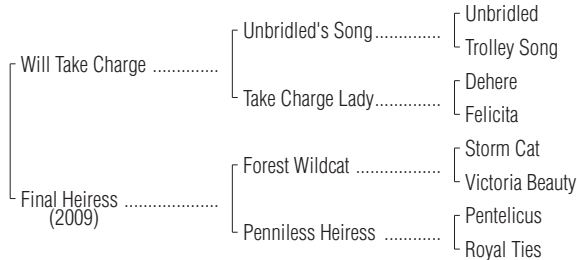 Unbridled
Unbridled's Song..............
Trolley Song
Will Take Charge ..............
Dehere
Take Charge Lady..............
Felicita
Storm Cat
Forest Wildcat ..................
Victoria Beauty
Final Heiress ....................
(2009)
Pentelicus
Penniless Heiress ............
Royal Ties